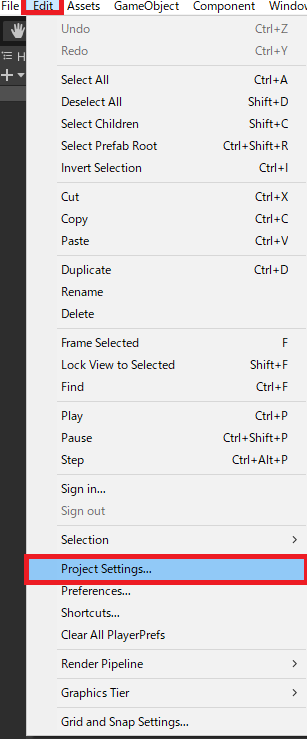 File Edit Assets GameObject Component Window
H
Undo Ctrl+Z
Redo Ctrl+Y
Select All Ctrl+A
Deselect All Shift+D
Select Children Shift+C
Select Prefab Root Ctrl+Shift+R
Invert Selection Ctrl+I
Cut Ctrl+X
Copy Ctrl+C
Paste Ctrl+V
Duplicate Ctrl+D
Rename
Delete
Frame Selected F
Lock View to Selected Shift+F
Find Ctrl+F
Play Ctrl+P
Pause Ctrl+Shift+P
Step Ctrl+Alt+P
Sign in...
Sign out
Selection
Project Settings...
Preferences...
Shortcuts...
Clear All PlayerPrefs
Render Pipeline
Graphics Tier
Grid and Snap Settings...